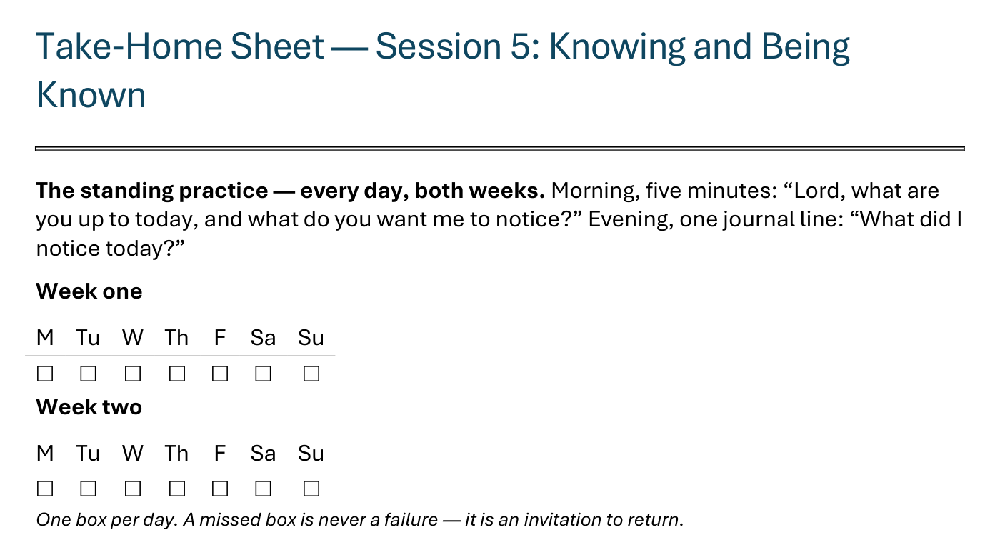 Take-Home Sheet — Session 5: Knowing and Being
Known
The standing practice — every day, both weeks. Morning, five minutes: “Lord, what are
you up to today, and what do you want me to notice?” Evening, one journal line: “What did I
notice today?”
Week one
M Tu W Th F Sa Su
☐ ☐ ☐ ☐ ☐ ☐ ☐
Week two
M Tu W Th F Sa Su
☐ ☐ ☐ ☐ ☐ ☐ ☐
One box per day. A missed box is never a failure — it is an invitation to return.